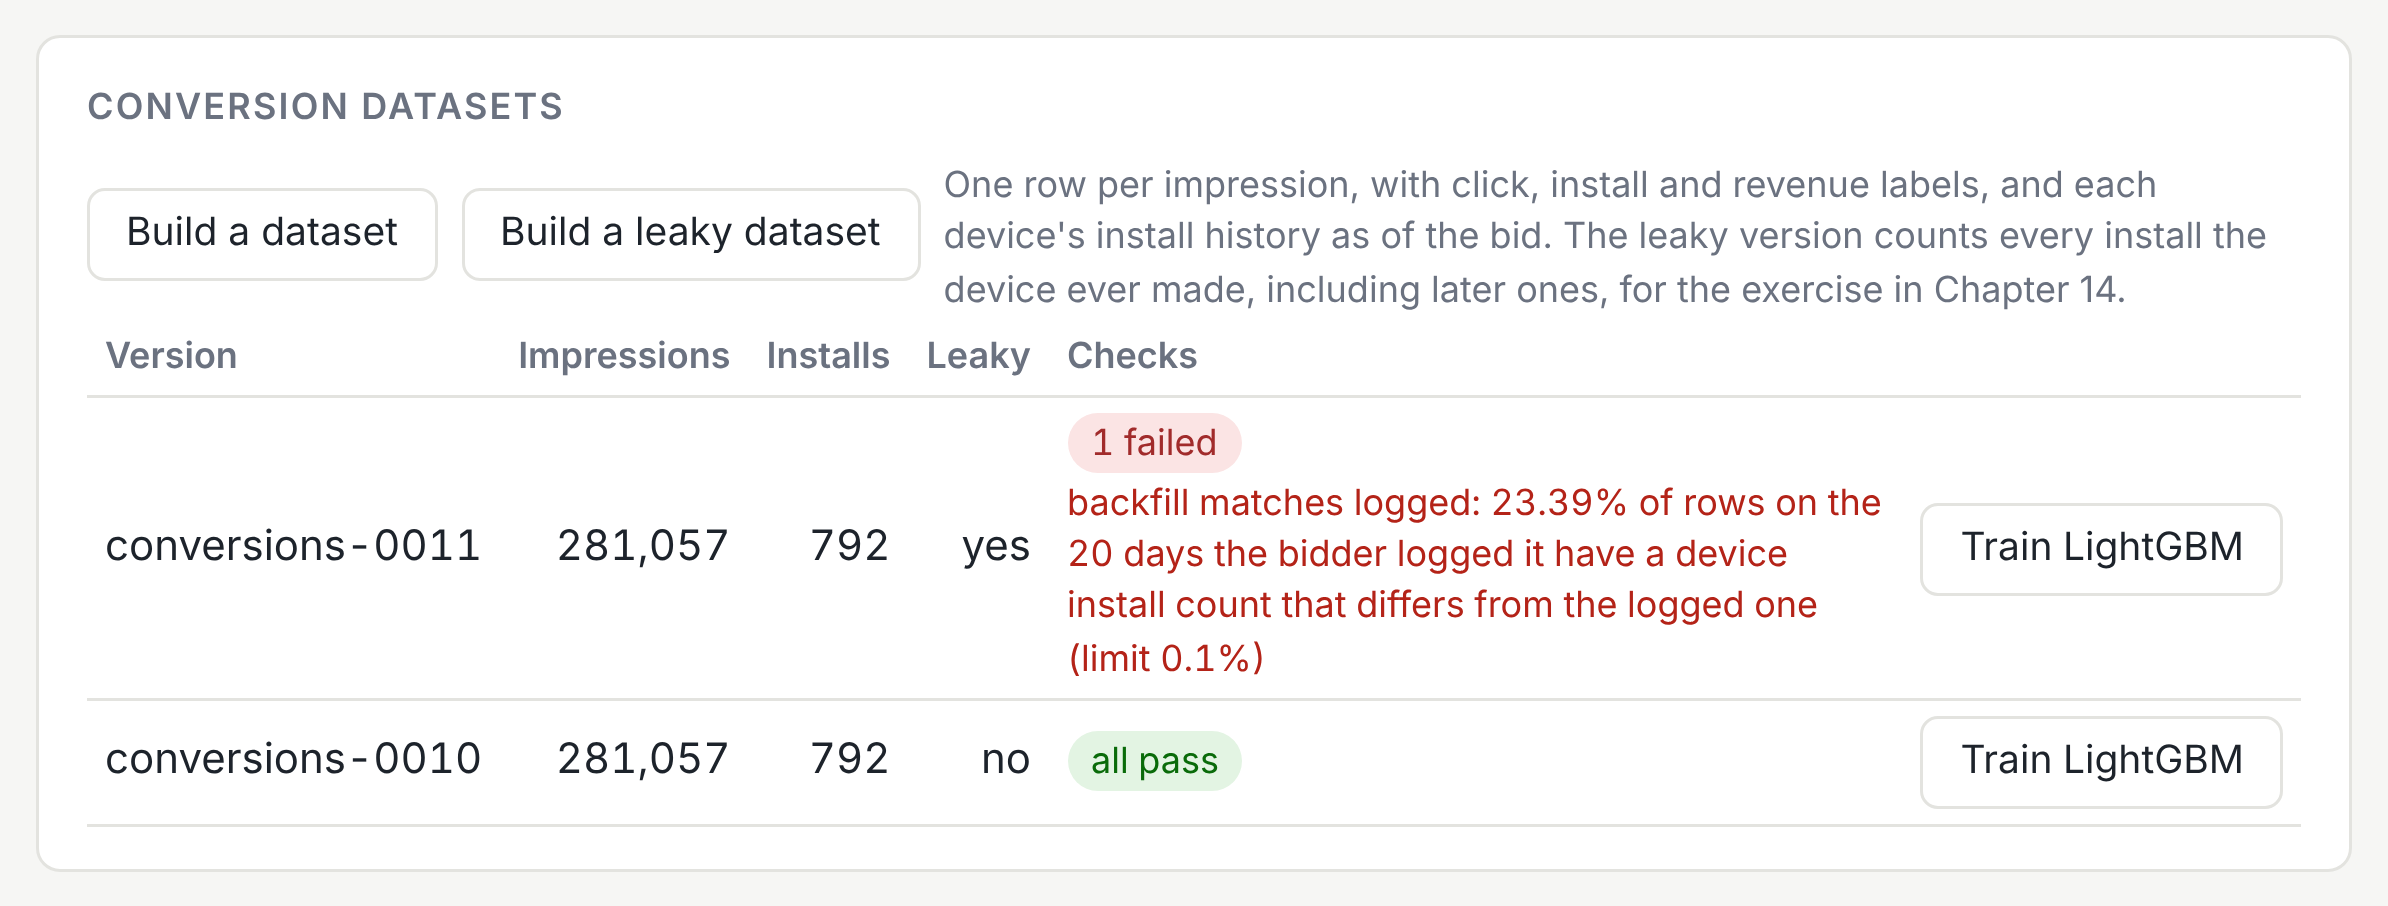 CONVERSION DATASETS
Build a dataset
Build a leaky dataset
One row per impression, with click, install and revenue labels, and each
device's install history as of the bid. The leaky version counts every install the
device ever made, including later ones, for the exercise in Chapter 14.
Version Impressions Installs Leaky Checks
conversions-0011 281,057 792 yes
1 failed
backfill matches logged: 23.39% of rows on the
20 days the bidder logged it have a device
install count that differs from the logged one
(limit 0.1%)
Train LightGBM
conversions-0010 281,057 792 no all pass Train LightGBM